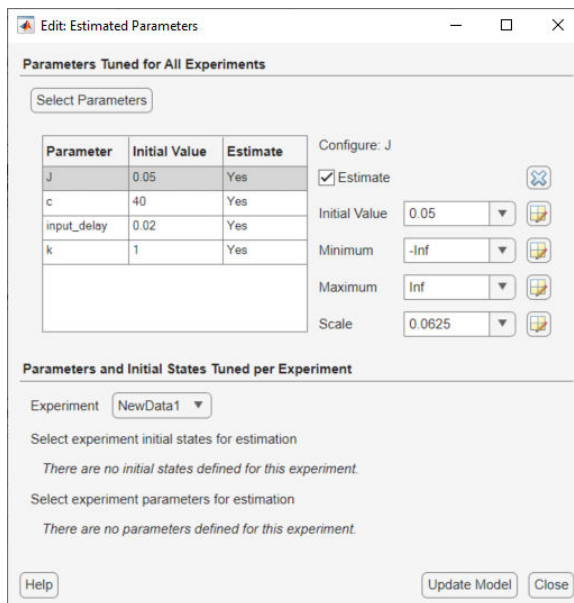 Edit: Estimated Parameters
Parameters Tuned for All Experiments
Select Parameters
Parameter Initial Value Estimate
J 0.05 Yes
c 40 Yes
input_delay 0.02 Yes
k 1 Yes
Configure: J
Estimate
Initial Value 0.05
Minimum -Inf
Maximum Inf
Scale 0.0625
Parameters and Initial States Tuned per Experiment
Experiment NewData1
Select experiment initial states for estimation
There are no initial states defined for this experiment.
Select experiment parameters for estimation
There are no parameters defined for this experiment.
Help Update Model Close